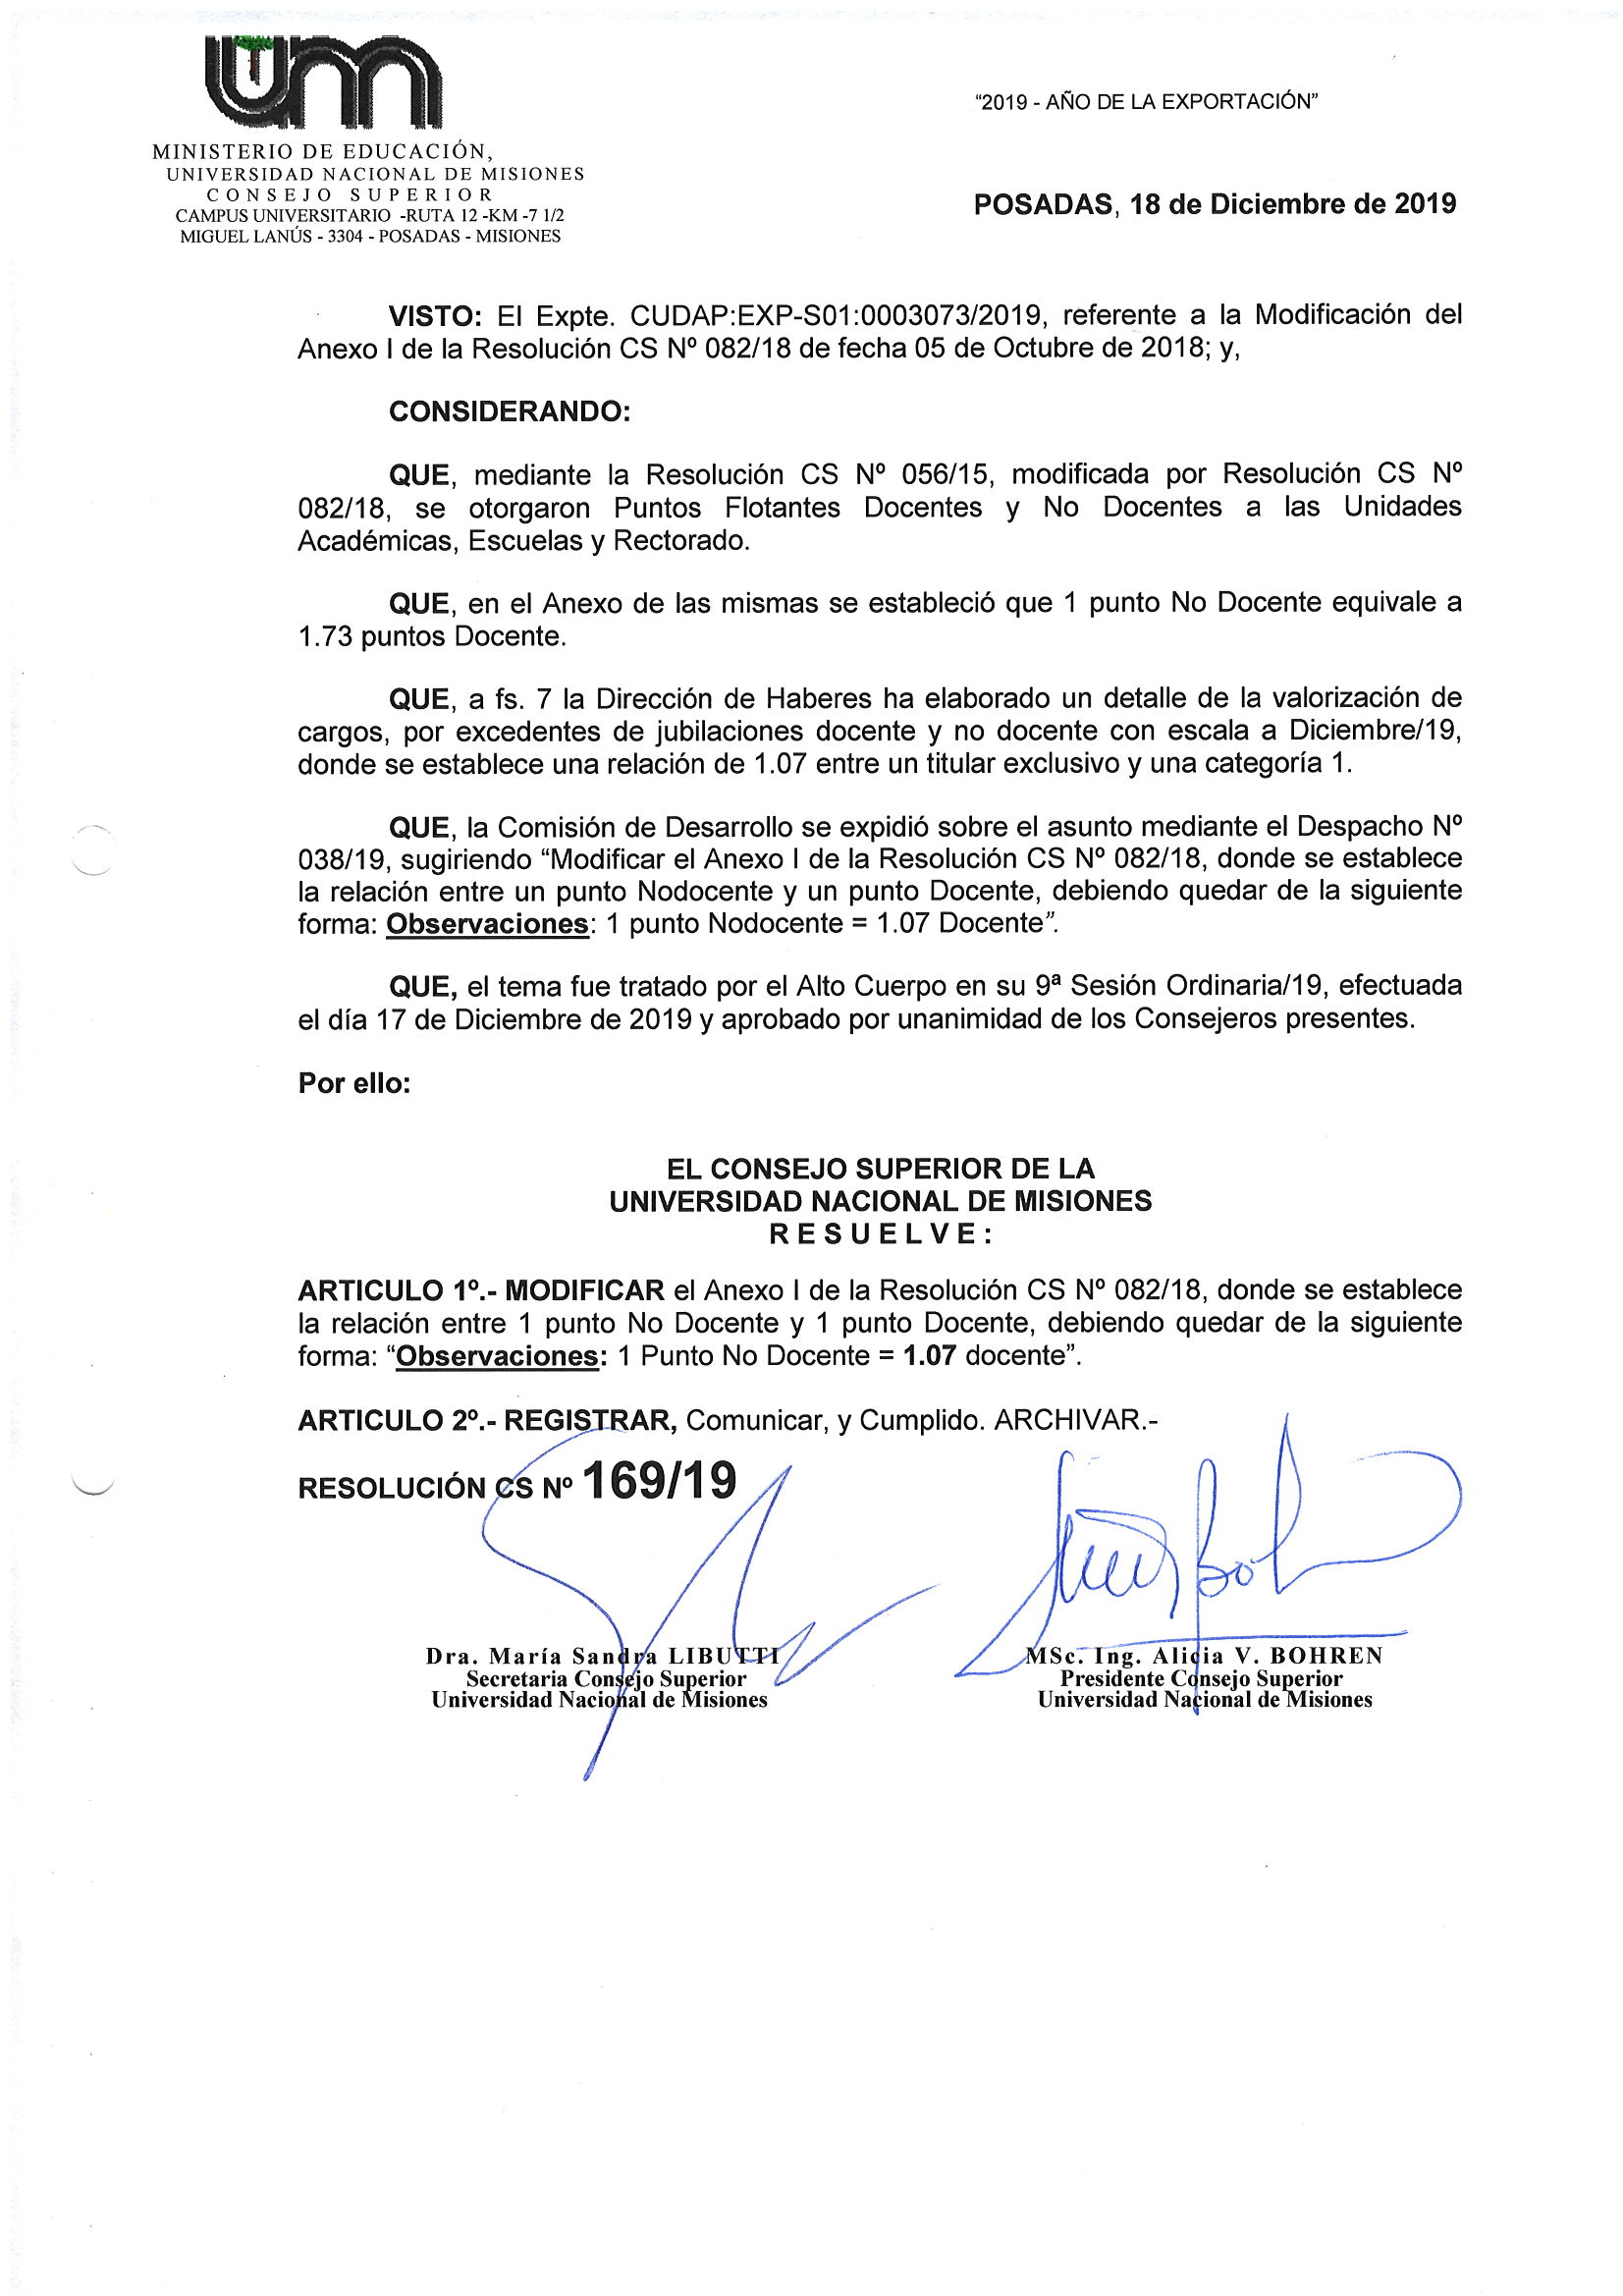 "2019 - AÑO DE LA EXPORTACIÓN"
MINISTERIO DE EDUCACIÓN,
UNIVERSIDAD NACIONAL DE MISIONES
CONSEJO SUPERIOR
CAMPUS UNIVERSITARIO -RUTA 12 -KM -7 1/2
MIGUEL LANÚS - 3304 - POSADAS - MISIONES
POSADAS, 18 de Diciembre de 2019
VISTO: El Expte. CUDAP:EXP-S01:0003073/2019, referente a la Modificación del
Anexo I de la Resolución CS Nº 082/18 de fecha 05 de Octubre de 2018; y,
CONSIDERANDO:
QUE, mediante la Resolución CS Nº 056/15, modificada por Resolución CS Nº
082/18, se otorgaron Puntos Flotantes Docentes y No Docentes a las Unidades
Académicas, Escuelas y Rectorado.
QUE, en el Anexo de las mismas se estableció que 1 punto No Docente equivale a
1.73 puntos Docente.
QUE, a fs. 7 la Dirección de Haberes ha elaborado un detalle de la valorización de
cargos, por excedentes de jubilaciones docente y no docente con escala a Diciembre/19,
donde se establece una relación de 1.07 entre un titular exclusivo y una categoría 1.
QUE, la Comisión de Desarrollo se expidió sobre el asunto mediante el Despacho Nº
038/19, sugiriendo “Modificar el Anexo I de la Resolución CS Nº 082/18, donde se establece
la relación entre un punto Nodocente y un punto Docente, debiendo quedar de la siguiente
forma: Observaciones: 1 punto Nodocente = 1.07 Docente”.
QUE, el tema fue tratado por el Alto Cuerpo en su 9ª Sesión Ordinaria/19, efectuada
el día 17 de Diciembre de 2019 y aprobado por unanimidad de los Consejeros presentes.
Por ello:
EL CONSEJO SUPERIOR DE LA
UNIVERSIDAD NACIONAL DE MISIONES
R E S U E L V E :
ARTICULO 1º.- MODIFICAR el Anexo I de la Resolución CS Nº 082/18, donde se establece
la relación entre 1 punto No Docente y 1 punto Docente, debiendo quedar de la siguiente
forma: “Observaciones: 1 Punto No Docente = 1.07 docente”.
ARTICULO 2º.- REGISTRAR, Comunicar, y Cumplido. ARCHIVAR.-
RESOLUCIÓN CS Nº 169/19
Dra. María Sandra LIBUTTI
Secretaria Consejo Superior
Universidad Nacional de Misiones
MSc. Ing. Alicia V. BOHREN
Presidente Consejo Superior
Universidad Nacional de Misiones